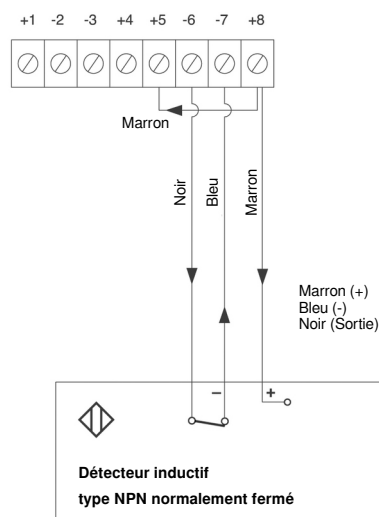 +1 -2 -3 +4 +5 -6 -7 +8
Marron
Noir
Bleu
Marron
Marron (+)
Bleu (-)
Noir (Sortie)
– +
Détecteur inductif
type NPN normalement fermé